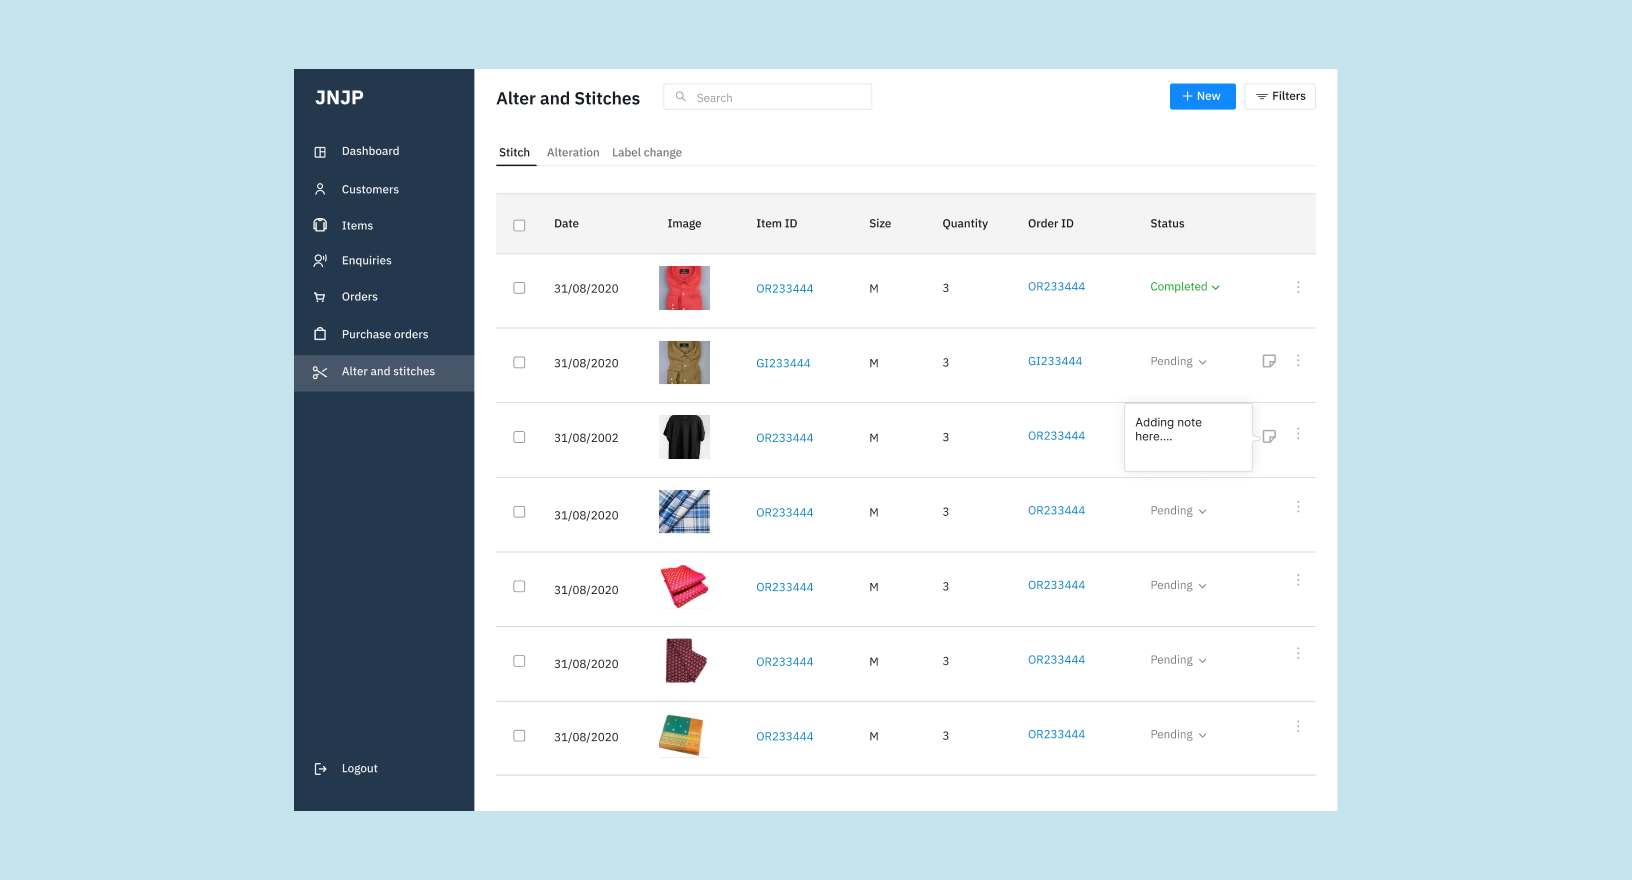 JNJP
Dashboard
Customers
Items
Enquiries
Orders
Purchase orders
Alter and stitches
Logout
Alter and Stitches
Search
New
Filters
Stitch Alteration Label change
Date Image Item ID Size Quantity Order ID Status
31/08/2020 OR233444 M 3 OR233444 Completed
31/08/2020 GI233444 M 3 GI233444 Pending
31/08/2002 OR233444 M 3 OR233444
Adding note
here....
31/08/2020 OR233444 M 3 OR233444 Pending
31/08/2020 OR233444 M 3 OR233444 Pending
31/08/2020 OR233444 M 3 OR233444 Pending
31/08/2020 OR233444 M 3 OR233444 Pending